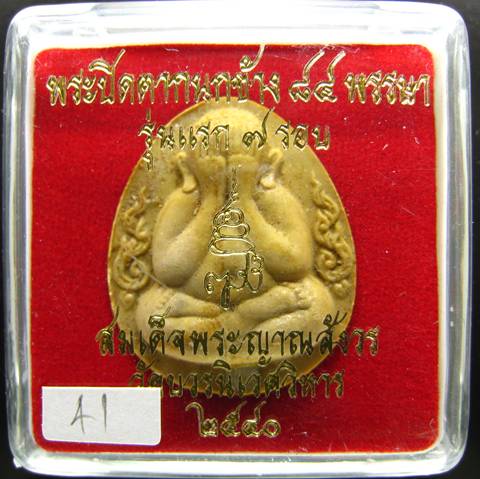 พระปิดตากนกข้าง ๘๔ พรรษา
รุ่นแรก ๗ รอบ
สมเด็จพระญาณสังวร
วัดบวรนิเวศวิหาร
๒๕๔๐
A1